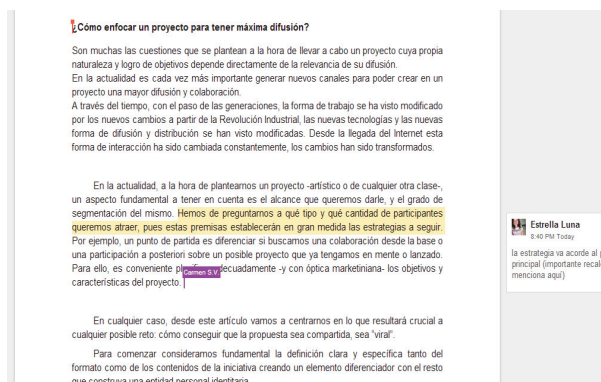 ¿Cómo enfocar un proyecto para tener máxima difusión?
Son muchas las cuestiones que se plantean a la hora de llevar a cabo un proyecto cuya propia
naturaleza y logro de objetivos depende directamente de la relevancia de su difusión.
En la actualidad es cada vez más importante generar nuevos canales para poder crear en un
proyecto una mayor difusión y colaboración.
A través del tiempo, con el paso de las generaciones, la forma de trabajo se ha visto modificado
por los nuevos cambios a partir de la Revolución Industrial, las nuevas tecnologías y las nuevas
forma de difusión y distribución se han visto modificadas. Desde la llegada del Internet esta
forma de interacción ha sido cambiada constantemente, los cambios han sido transformados.
En la actualidad, a la hora de plantearnos un proyecto -artístico o de cualquier otra clase-,
un aspecto fundamental a tener en cuenta es el alcance que queremos darle, y el grado de
segmentación del mismo. Hemos de preguntarnos a qué tipo y qué cantidad de participantes
queremos atraer, pues estas premisas establecerán en gran medida las estrategias a seguir.
Por ejemplo, un punto de partida es diferenciar si buscamos una colaboración desde la base o
una participación a posteriori sobre un posible proyecto que ya tengamos en mente o lanzado.
Para ello, es conveniente adecuadamente -y con óptica marketiniana- los objetivos y
Carmen S.V
características del proyecto.
En cualquier caso, desde este artículo vamos a centrarnos en lo que resultará crucial a
cualquier posible reto: cómo conseguir que la propuesta sea compartida, sea "viral".
Para comenzar consideramos fundamental la definición clara y específica tanto del
formato como de los contenidos de la iniciativa creando un elemento diferenciador con el resto
que construya una entidad personal identitaria
Estrella Luna
8:40 PM Today
la estrategia va acorde al
principal (importante
menciona aquí)